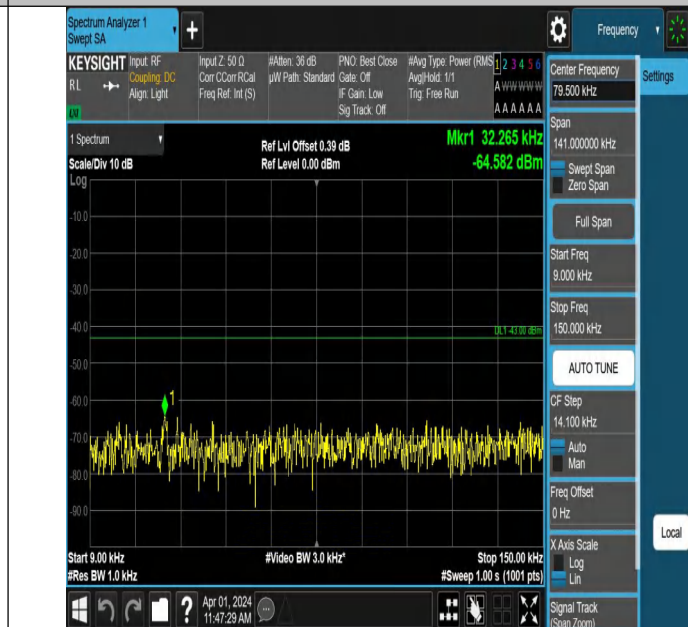 Spectrum Analyzer 1
Swept SA
+
Frequency
KEYSIGHT
RL
LXI
Input: RF
Coupling: DC
Align: Light
Input Z: 50 Ω
Corr CCorr RCal
Freq Ref: Int (S)
#Atten: 36 dB
µW Path: Standard
PNO: Best Close
Gate: Off
IF Gain: Low
Sig Track: Off
#Avg Type: Power (RMS
Avg|Hold: 1/1
Trig: Free Run
1 2 3 4 5 6
A W W W W W
A A A A A A
1 Spectrum
Scale/Div 10 dB
Log
Ref Lvl Offset 0.39 dB
Ref Level 0.00 dBm
Mkr1 32.265 kHz
-64.582 dBm
-10.0
-20.0
-30.0
-40.0
-50.0
-60.0
-70.0
-80.0
-90.0
DL1 -43.00 dBm
1
Start 9.00 kHz
#Res BW 1.0 kHz
#Video BW 3.0 kHz*
Stop 150.00 kHz
#Sweep 1.00 s (1001 pts)
?
Apr 01, 2024
11:47:29 AM
Center Frequency
79.500 kHz
Span
141.000000 kHz
Swept Span
Zero Span
Full Span
Start Freq
9.000 kHz
Stop Freq
150.000 kHz
AUTO TUNE
CF Step
14.100 kHz
Auto
Man
Freq Offset
0 Hz
X Axis Scale
Log
Lin
Signal Track
(Span Zoom)
Settings
Local